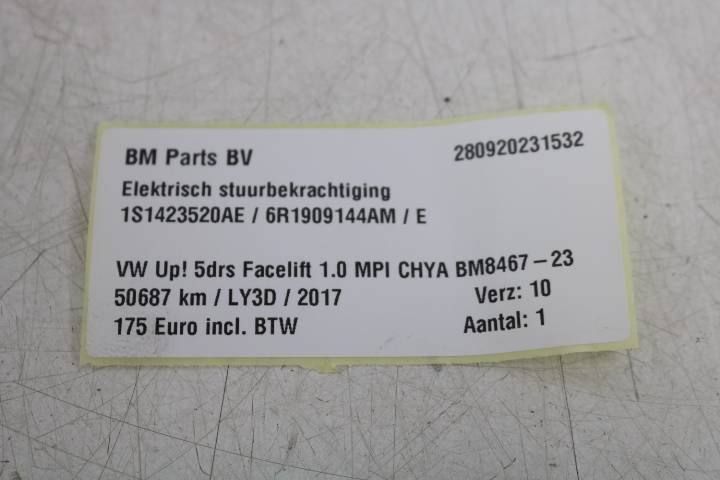 BM Parts BV 280920231532
Elektrisch stuurbekrachtiging
1S1423520AE / 6R1909144AM / E
VW Up! 5drs Facelift 1.0 MPI CHYA BM8467-23
50687 km / LY3D / 2017 Verz: 10
175 Euro incl. BTW Aantal: 1